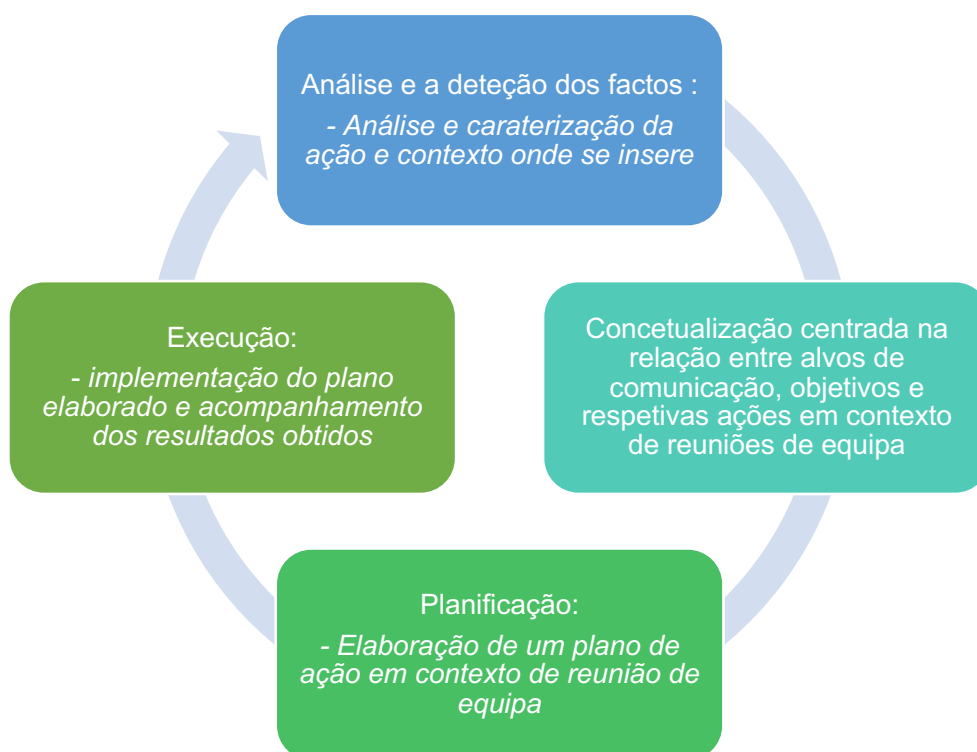 Análise e a deteção dos factos :
- Análise e caraterização da
ação e contexto onde se insere
Concetualização centrada na
relação entre alvos de
comunicação, objetivos e
respetivas ações em contexto
de reuniões de equipa
Planificação:
- Elaboração de um plano de
ação em contexto de reunião de
equipa
Execução:
- implementação do plano
elaborado e acompanhamento
dos resultados obtidos